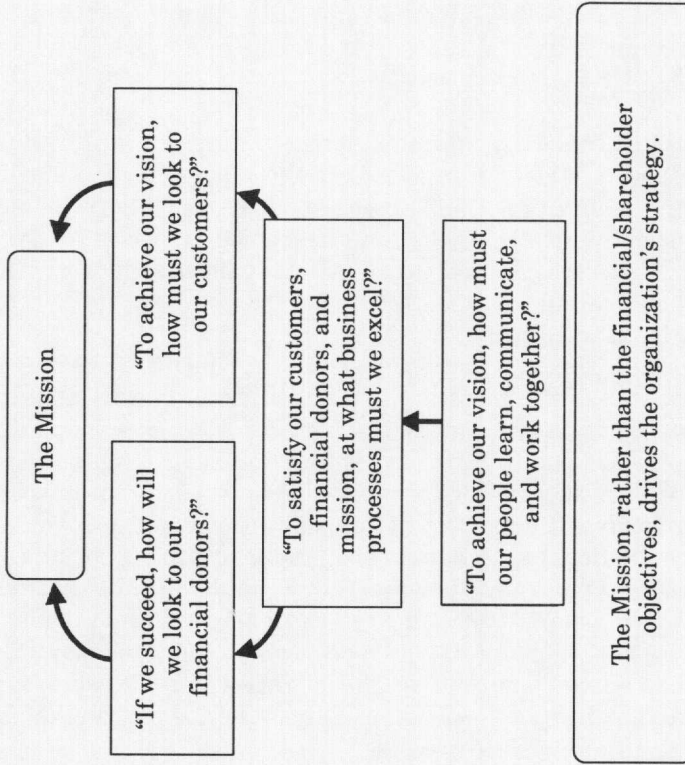 The Mission
“If we succeed, how will
we look to our
financial donors?”
“To achieve our vision,
how must we look to
our customers?”
“To satisfy our customers,
financial donors, and
mission, at what business
processes must we excel?”
“To achieve our vision, how must
our people learn, communicate,
and work together?”
The Mission, rather than the financial/shareholder
objectives, drives the organization’s strategy.